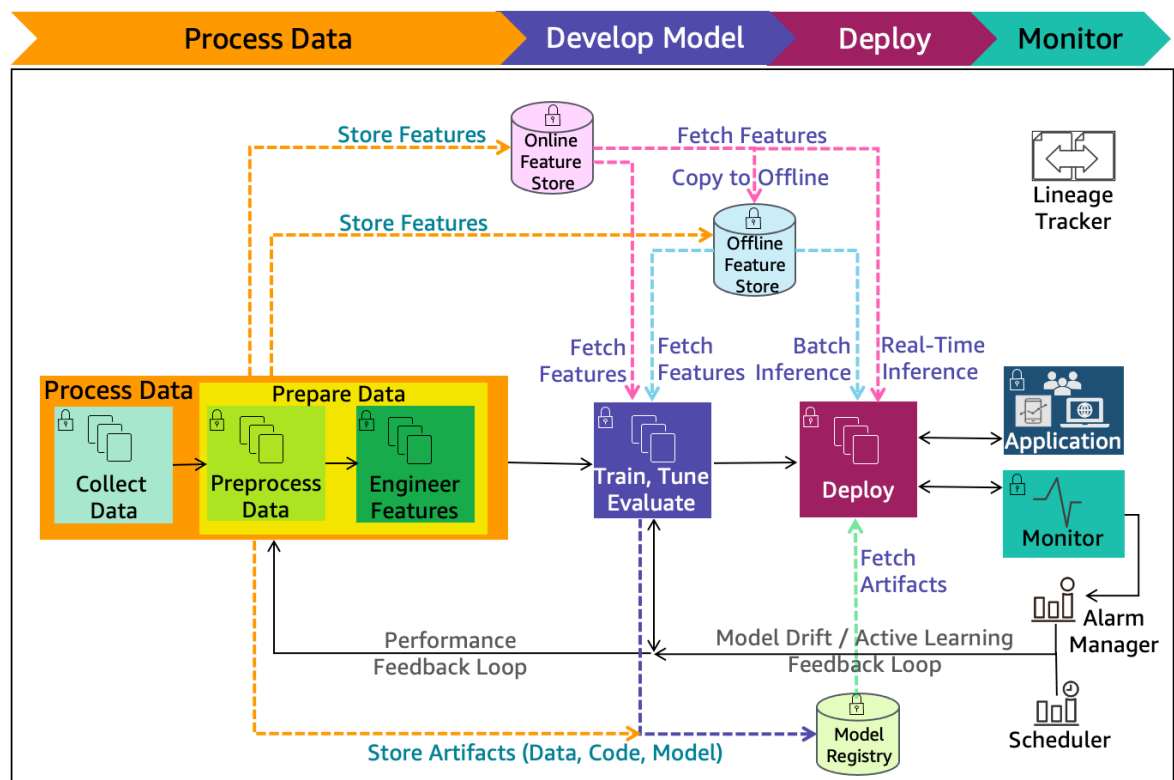 Process Data
Develop Model
Deploy
Monitor
Store Features
Online
Feature
Store
Fetch Features
Copy to Offline
Lineage
Tracker
Store Features
Offline
Feature
Store
Fetch
Features
Fetch
Features
Batch
Inference
Real-Time
Inference
Process Data
Prepare Data
Collect
Data
Preprocess
Data
Engineer
Features
Train, Tune
Evaluate
Deploy
Application
Monitor
Fetch
Artifacts
Alarm
Manager
Performance
Feedback Loop
Model Drift / Active Learning
Feedback Loop
Model
Registry
Scheduler
Store Artifacts (Data, Code, Model)